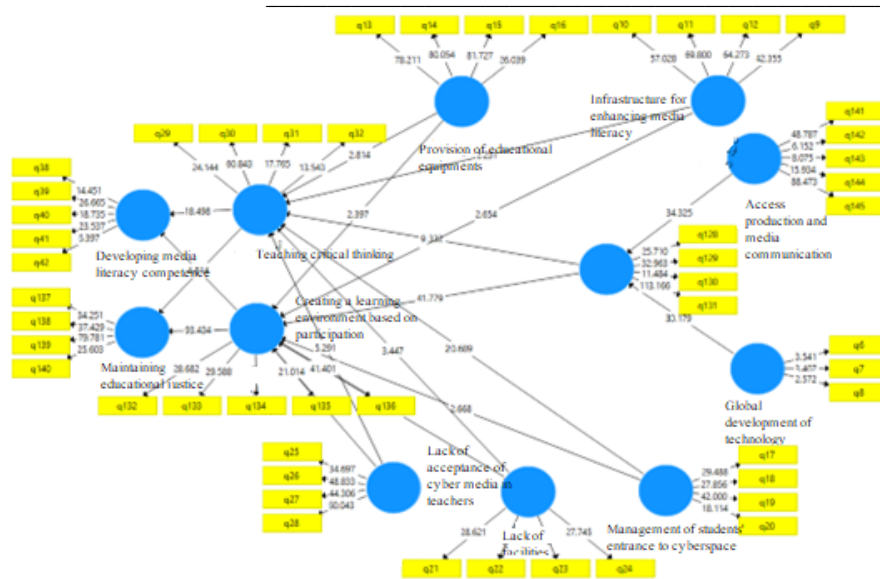 q13
q14
q15
q16
q10
q11
q12
q9
78.211
80.054
81.727
36.039
57.028
69.800
64.273
42.355
Infrastructure for
enhancing media
literacy
q141
q142
q143
q144
q145
48.787
6.152
8.075
15.934
88.473
Access
production and
media
communication
q29
q30
q31
q32
24.144
60.840
17.765
13.543
2.814
Provision of educational
equipments
q38
q39
q40
q41
q42
14.451
26.665
18.735
23.537
5.397
18.498
Developing media
literacy competence
Teaching critical thinking
2.397
2.654
9.332
34.325
q128
q129
q130
q131
25.710
32.963
11.484
113.166
41.779
30.179
q137
q138
q139
q140
34.251
37.429
79.781
25.603
93.404
Maintaining
educational justice
Creating a learning
environment based on
participation
5.291
41.401
21.014
3.447
20.689
2.668
28.682
29.588
q132
q133
q134
q135
q136
q6
q7
q8
3.541
1.407
2.572
Global
development of
technology
q25
q26
q27
q28
34.697
48.833
44.306
50.043
Lack of
acceptance of
cyber media in
teachers
Lack of
facilities
28.621
27.745
q21
q22
q23
q24
q17
q18
q19
q20
29.488
27.856
42.000
18.114
Management of students'
entrance to cyberspace